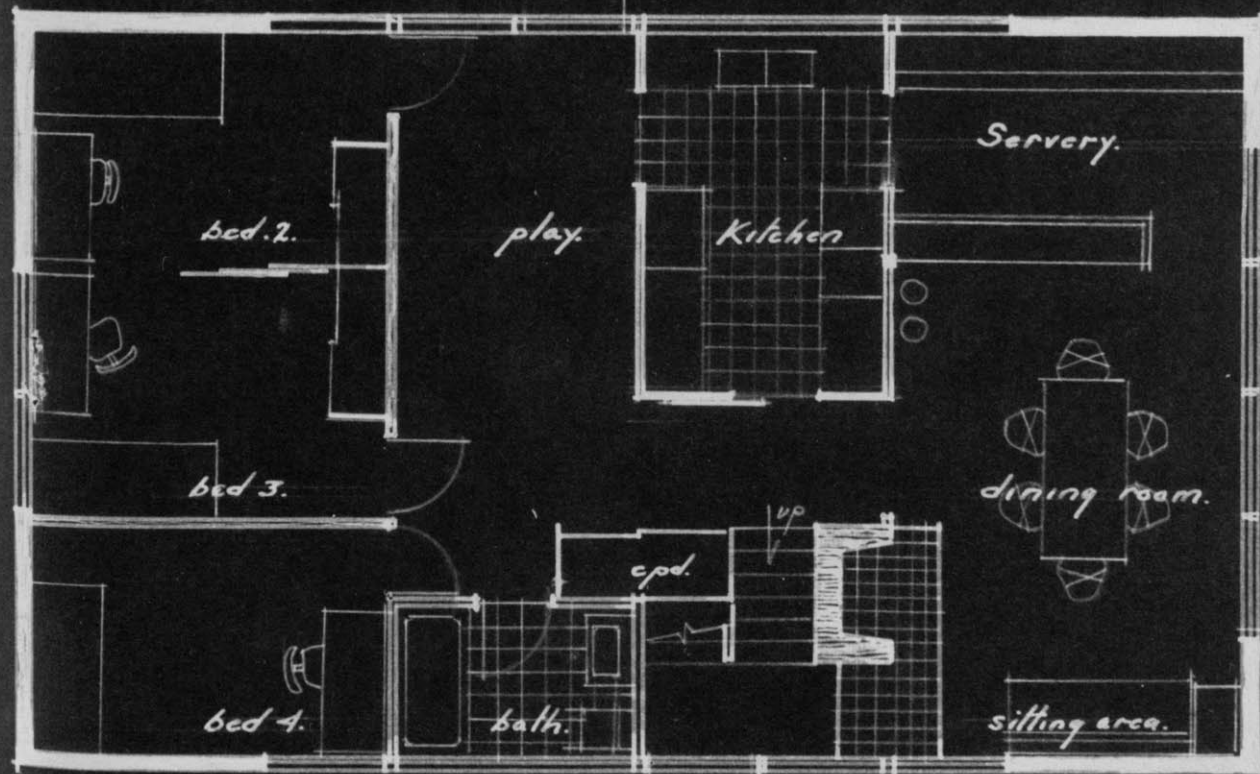 Servery.
bed.2.
play.
Kitchen
bed 3.
dining room.
up
cpd.
bed 4.
bath.
sitting area.